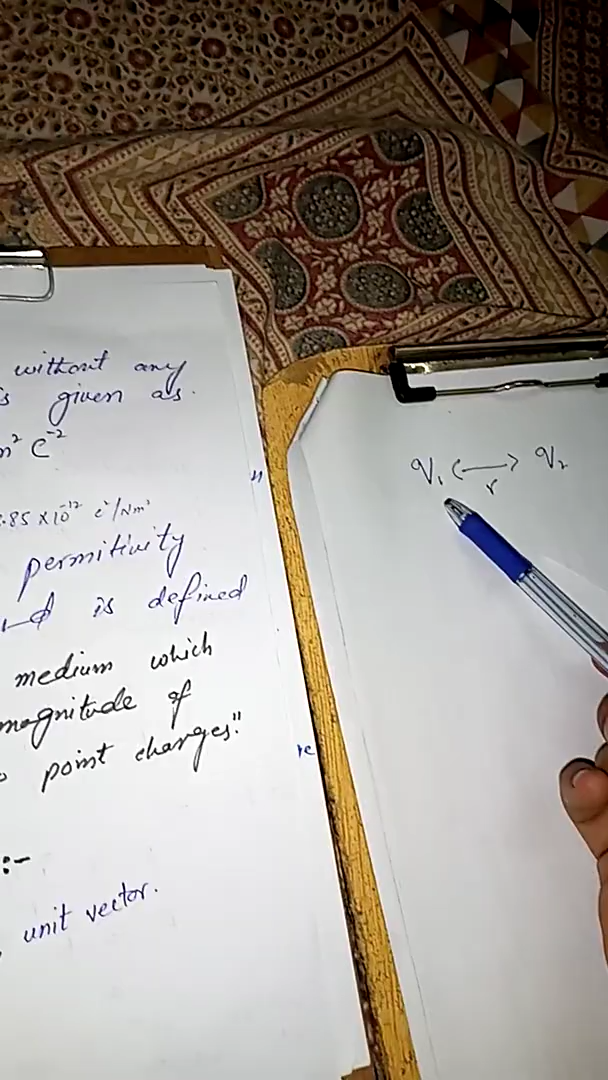 without any
is given as.
m² C⁻²
8.85 × 10⁻¹² c²/Nm²
permitivity
d is defined
medium which
magnitude of
point charges."
:-
unit vector.
q₁ ⟷ q₂
r